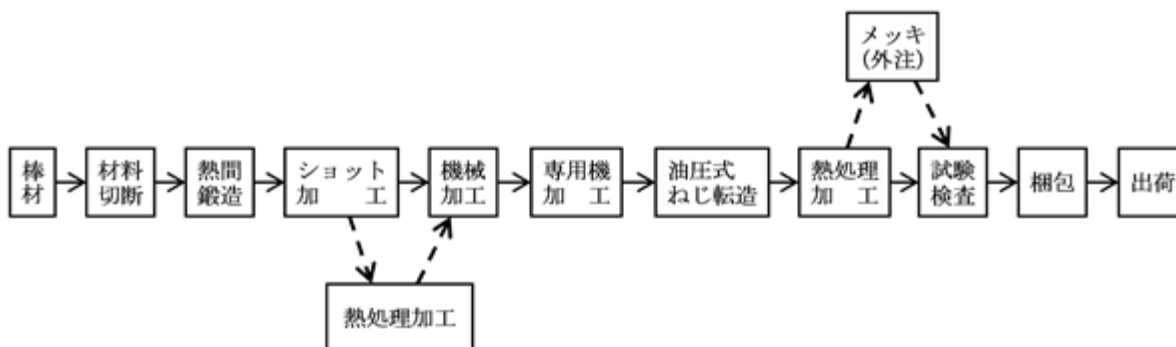 メッキ
(外注)
棒
材
材料
切断
熱間
鍛造
ショット
加 工
機械
加工
専用機
加 工
油圧式
ねじ転造
熱処理
加 工
試験
検査
梱包
出荷
熱処理加工